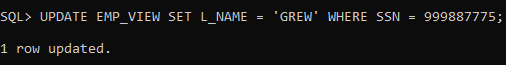 SQL> UPDATE EMP_VIEW SET L_NAME = 'GREW' WHERE SSN = 999887775;
1 row updated.